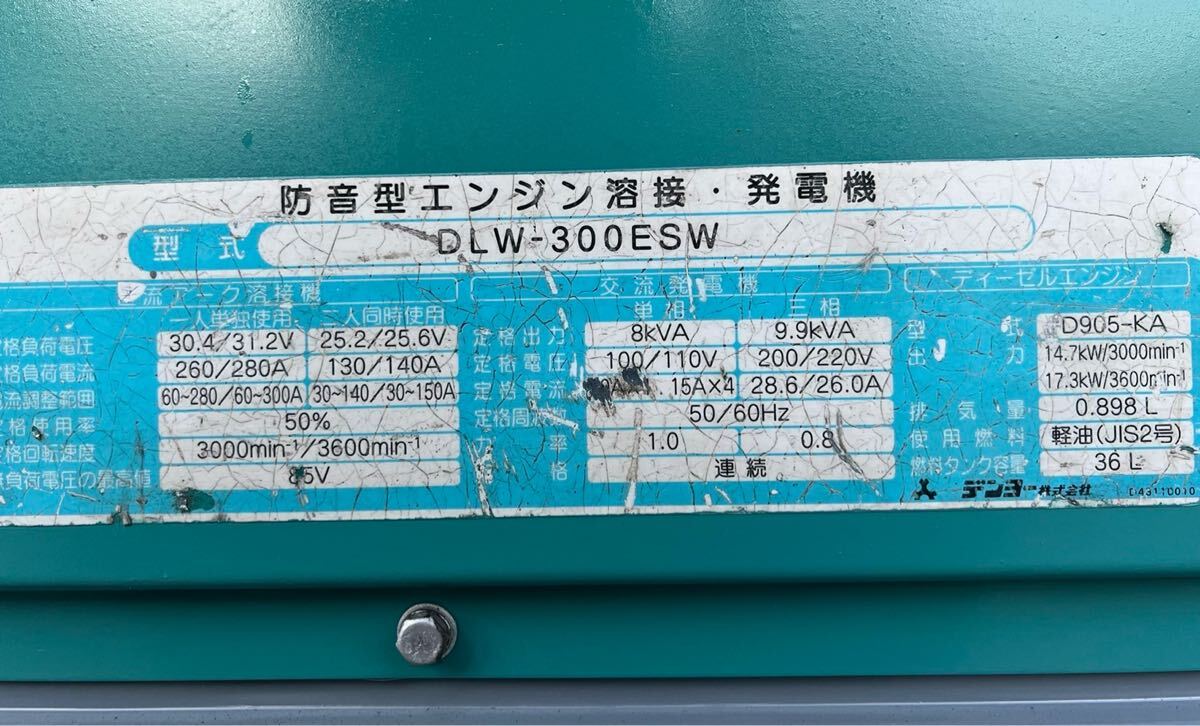 防音型エンジン溶接・発電機
型式 DLW-300ESW
流アーク溶接機
一人単独使用 二人同時使用
格負荷電圧 30.4/31.2V 25.2/25.6V
格負荷電流 260/280A 130/140A
流調整範囲 60~280/60~300A 30~140/30~150A
格使用率 50%
格回転速度 3000min-1/3600min-1
負荷電圧の最高値 85V
交流発電機
単相 三相
定格出力 8kVA 9.9kVA
定格電圧 100/110V 200/220V
定格電流 15A×4 28.6/26.0A
定格周波数 50/60Hz
力率 1.0 0.8
格 連続
ディーゼルエンジン
型式 D905-KA
出力 14.7kW/3000min-1
17.3kW/3600min-1
排気量 0.898 L
使用燃料 軽油(JIS2号)
燃料タンク容量 36 L
デンヨー株式会社